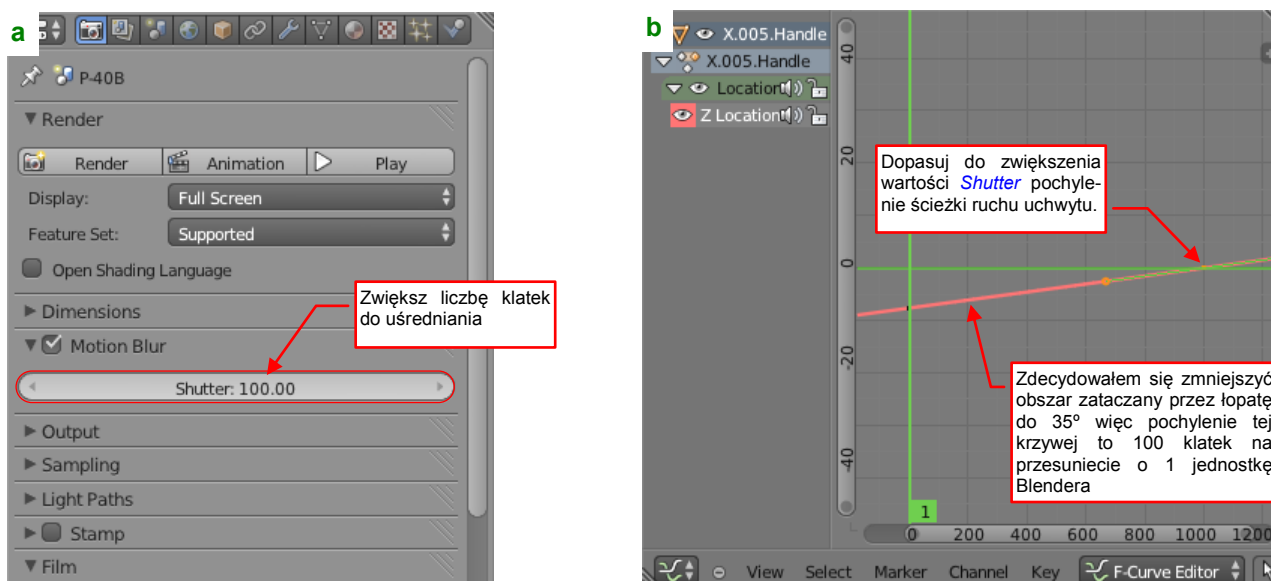 a
P-40B
Render
Render Animation Play
Display: Full Screen
Feature Set: Supported
Open Shading Language
Dimensions
Motion Blur
Shutter: 100.00
Output
Sampling
Light Paths
Stamp
Film
Zwiększ liczbę klatek
do uśredniania
b
X.005.Handle
X.005.Handle
Location
Z Location
40
20
0
-20
-40
Dopasuj do zwiększenia
wartości Shutter pochyle-
nie ścieżki ruchu uchwytu.
Zdecydowałem się zmniejszyć
obszar zataczany przez łopatę
do 35º więc pochylenie tej
krzywej to 100 klatek na
przesuniecie o 1 jednostkę
Blendera
1
0 200 400 600 800 1000 1200
View Select Marker Channel Key F-Curve Editor